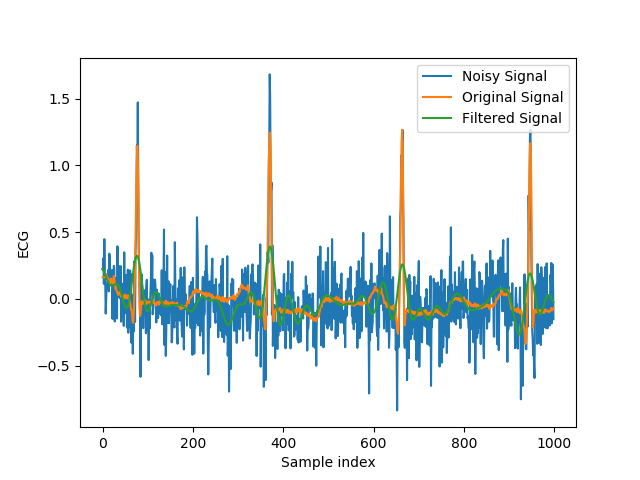 Noisy Signal
Original Signal
Filtered Signal
1.5
1.0
0.5
0.0
−0.5
ECG
0 200 400 600 800 1000
Sample index